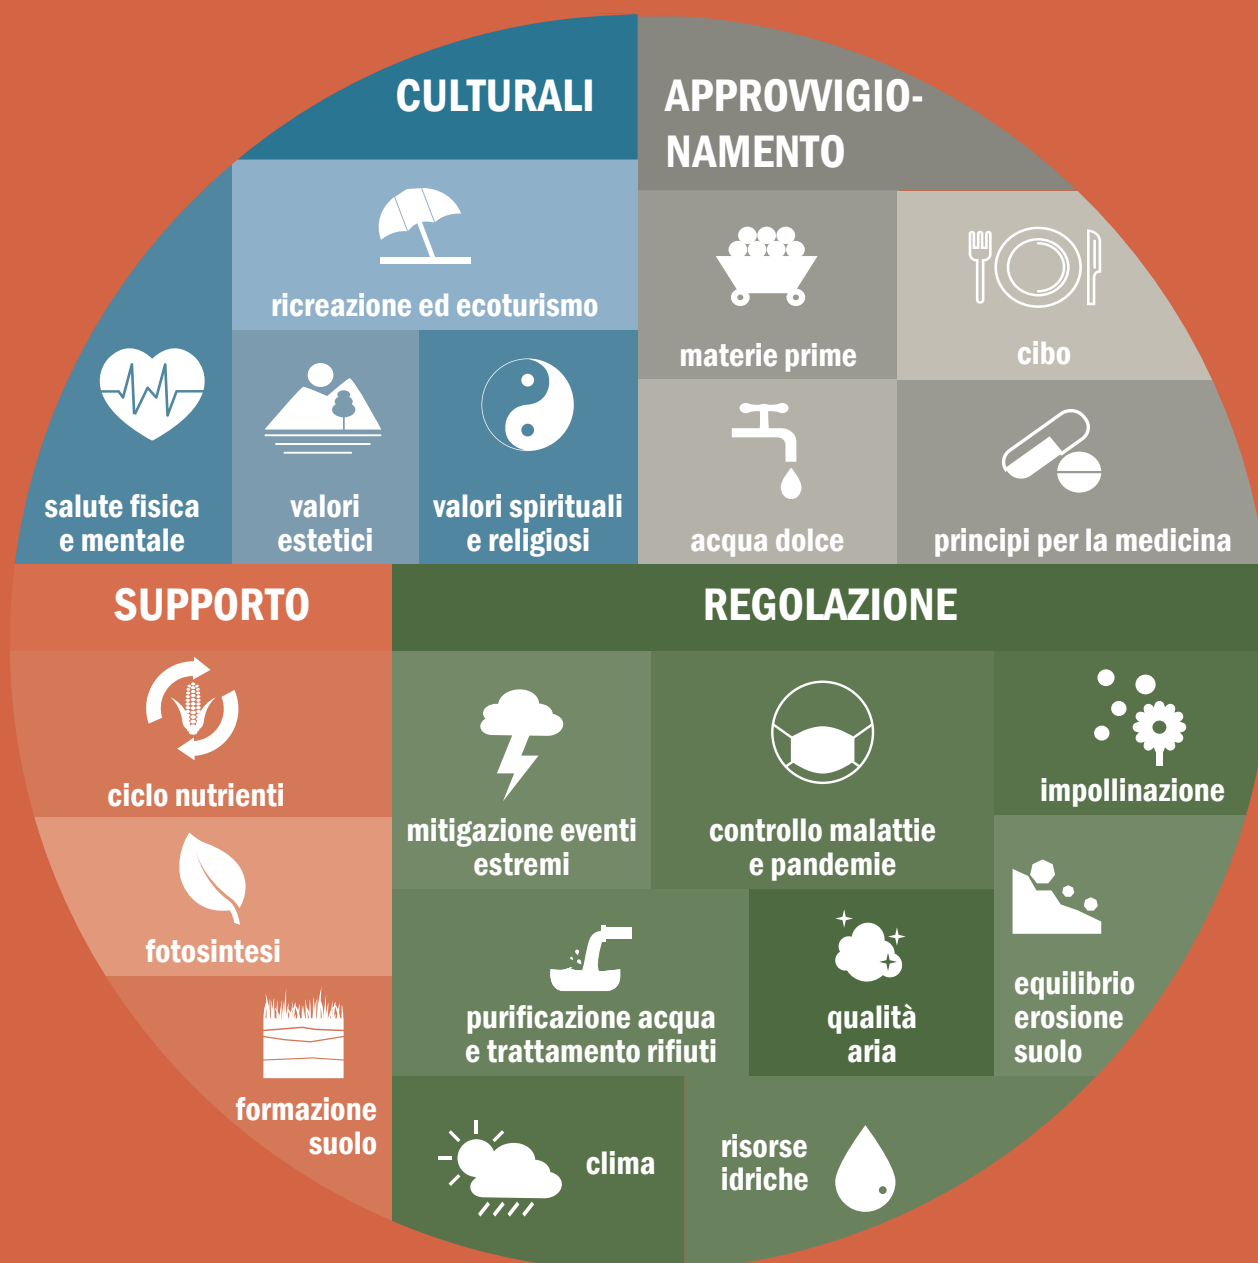 CULTURALI
ricreazione ed ecoturismo
salute fisica
e mentale
valori
estetici
valori spirituali
e religiosi
APPROVVIGIO-
NAMENTO
materie prime
cibo
acqua dolce
principi per la medicina
SUPPORTO
ciclo nutrienti
fotosintesi
formazione
suolo
REGOLAZIONE
mitigazione eventi
estremi
controllo malattie
e pandemie
impollinazione
purificazione acqua
e trattamento rifiuti
qualità
aria
equilibrio
erosione
suolo
clima
risorse
idriche